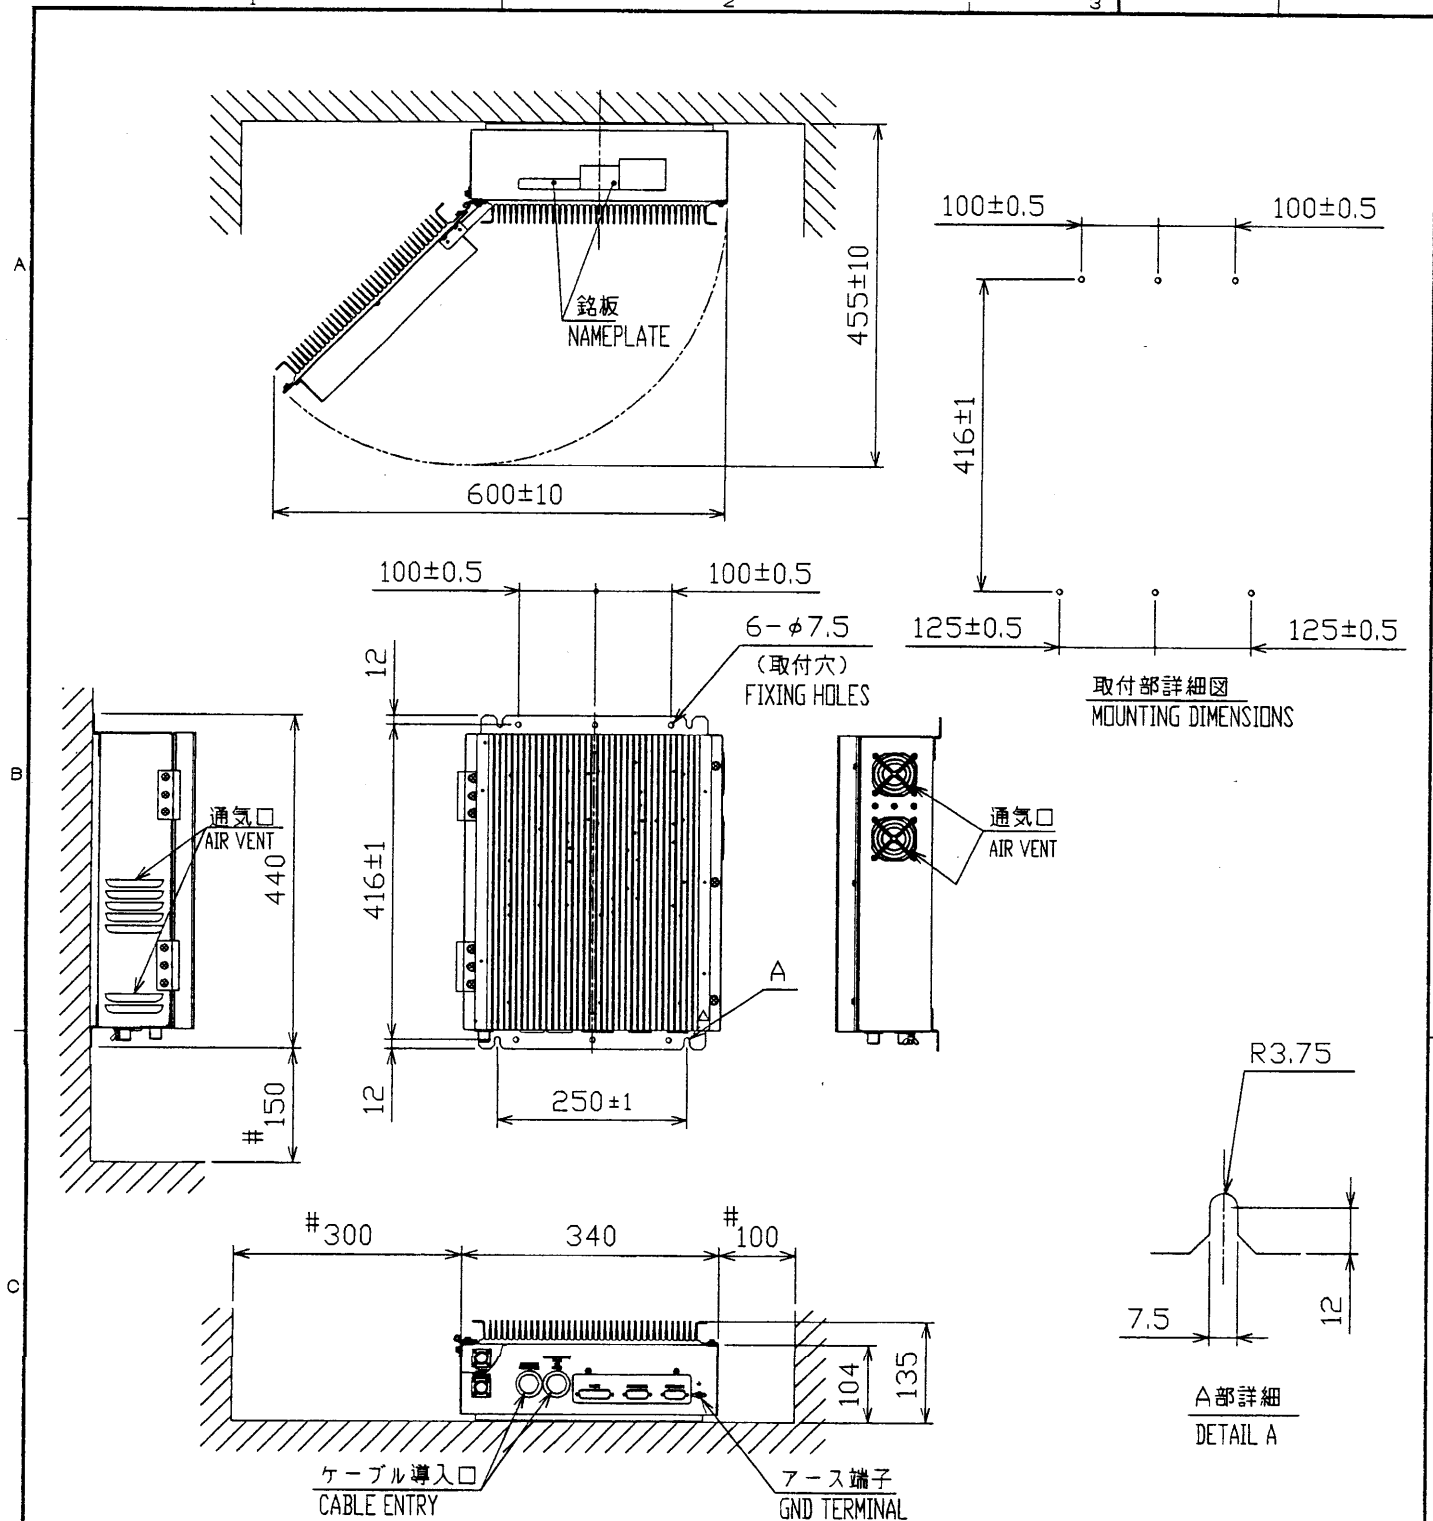 1
2
3
A
B
C
455±10
600±10
銘板
NAMEPLATE
100±0.5
100±0.5
416±1
125±0.5
125±0.5
取付部詳細図
MOUNTING DIMENSIONS
100±0.5
100±0.5
6-φ7.5
(取付穴)
FIXING HOLES
12
416±1
12
250±1
A
通気口
AIR VENT
440
#150
通気口
AIR VENT
#300
340
#100
104
135
ケーブル導入口
CABLE ENTRY
アース端子
GND TERMINAL
R3.75
7.5
12
A部詳細
DETAIL A